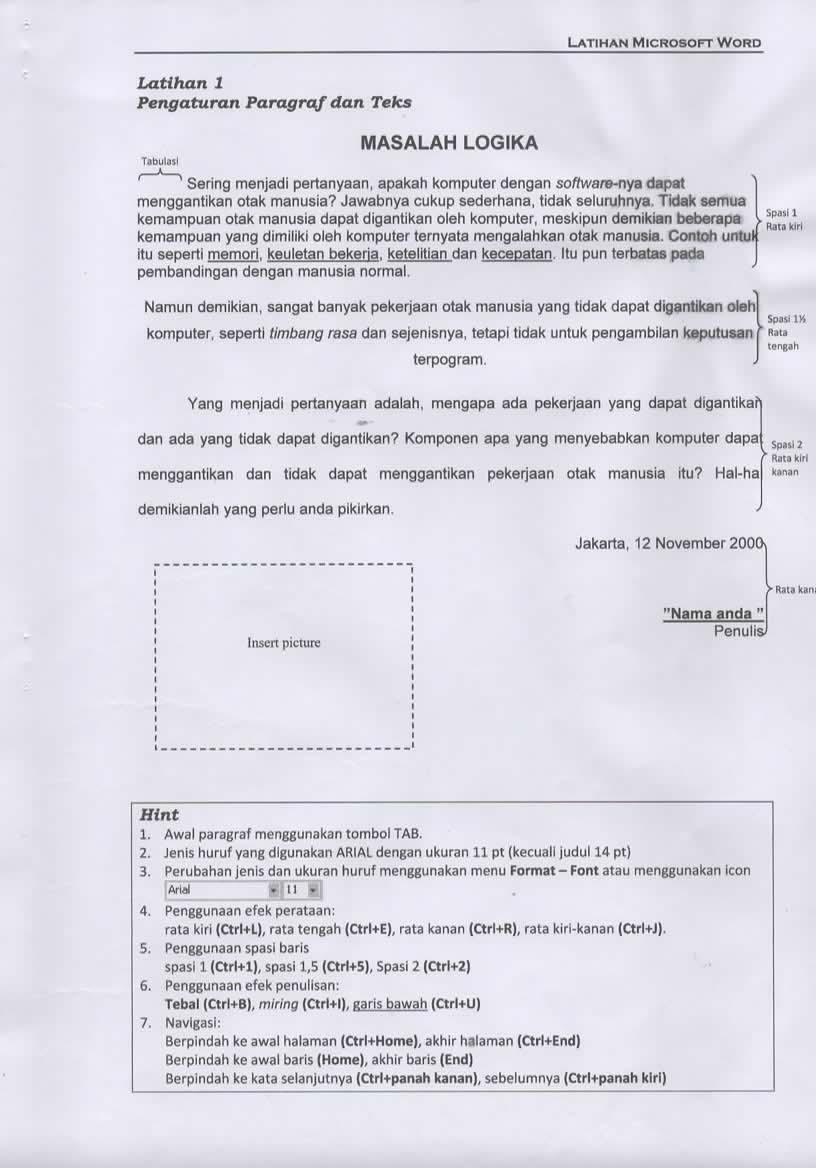 LATIHAN MICROSOFT WORD
Latihan 1
Pengaturan Paragraf dan Teks
MASALAH LOGIKA
Tabulasi
Sering menjadi pertanyaan, apakah komputer dengan software-nya dapat
menggantikan otak manusia? Jawabnya cukup sederhana, tidak seluruhnya. Tidak semua
kemampuan otak manusia dapat digantikan oleh komputer, meskipun demikian beberapa
kemampuan yang dimiliki oleh komputer ternyata mengalahkan otak manusia. Contoh untuk
itu seperti memori, keuletan bekerja, ketelitian dan kecepatan. Itu pun terbatas pada
pembandingan dengan manusia normal.
Spasi 1
Rata kiri
Namun demikian, sangat banyak pekerjaan otak manusia yang tidak dapat digantikan oleh
komputer, seperti timbang rasa dan sejenisnya, tetapi tidak untuk pengambilan keputusan
terpogram.
Spasi 1½
Rata
tengah
Yang menjadi pertanyaan adalah, mengapa ada pekerjaan yang dapat digantikan
dan ada yang tidak dapat digantikan? Komponen apa yang menyebabkan komputer dapat
menggantikan dan tidak dapat menggantikan pekerjaan otak manusia itu? Hal-ha
demikianlah yang perlu anda pikirkan.
Spasi 2
Rata kiri
kanan
Jakarta, 12 November 2000
"Nama anda "
Penulis
Rata kana
Insert picture
Hint
1. Awal paragraf menggunakan tombol TAB.
2. Jenis huruf yang digunakan ARIAL dengan ukuran 11 pt (kecuali judul 14 pt)
3. Perubahan jenis dan ukuran huruf menggunakan menu Format – Font atau menggunakan icon
Arial 11
4. Penggunaan efek perataan:
rata kiri (Ctrl+L), rata tengah (Ctrl+E), rata kanan (Ctrl+R), rata kiri-kanan (Ctrl+J).
5. Penggunaan spasi baris
spasi 1 (Ctrl+1), spasi 1,5 (Ctrl+5), Spasi 2 (Ctrl+2)
6. Penggunaan efek penulisan:
Tebal (Ctrl+B), miring (Ctrl+I), garis bawah (Ctrl+U)
7. Navigasi:
Berpindah ke awal halaman (Ctrl+Home), akhir halaman (Ctrl+End)
Berpindah ke awal baris (Home), akhir baris (End)
Berpindah ke kata selanjutnya (Ctrl+panah kanan), sebelumnya (Ctrl+panah kiri)